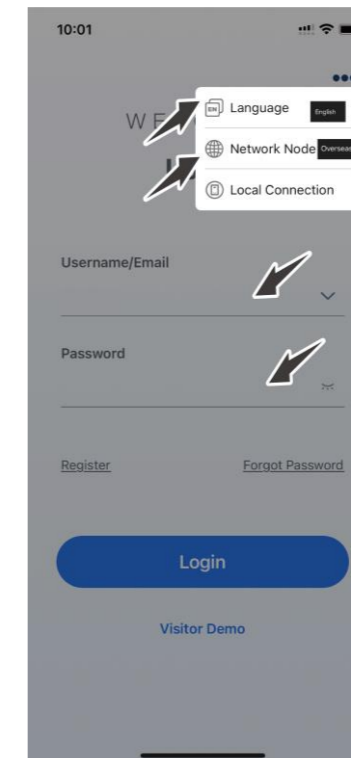 10:01
W E
Language English
Network Node Oversea
Local Connection
Username/Email
Password
Register Forgot Password
Login
Visitor Demo